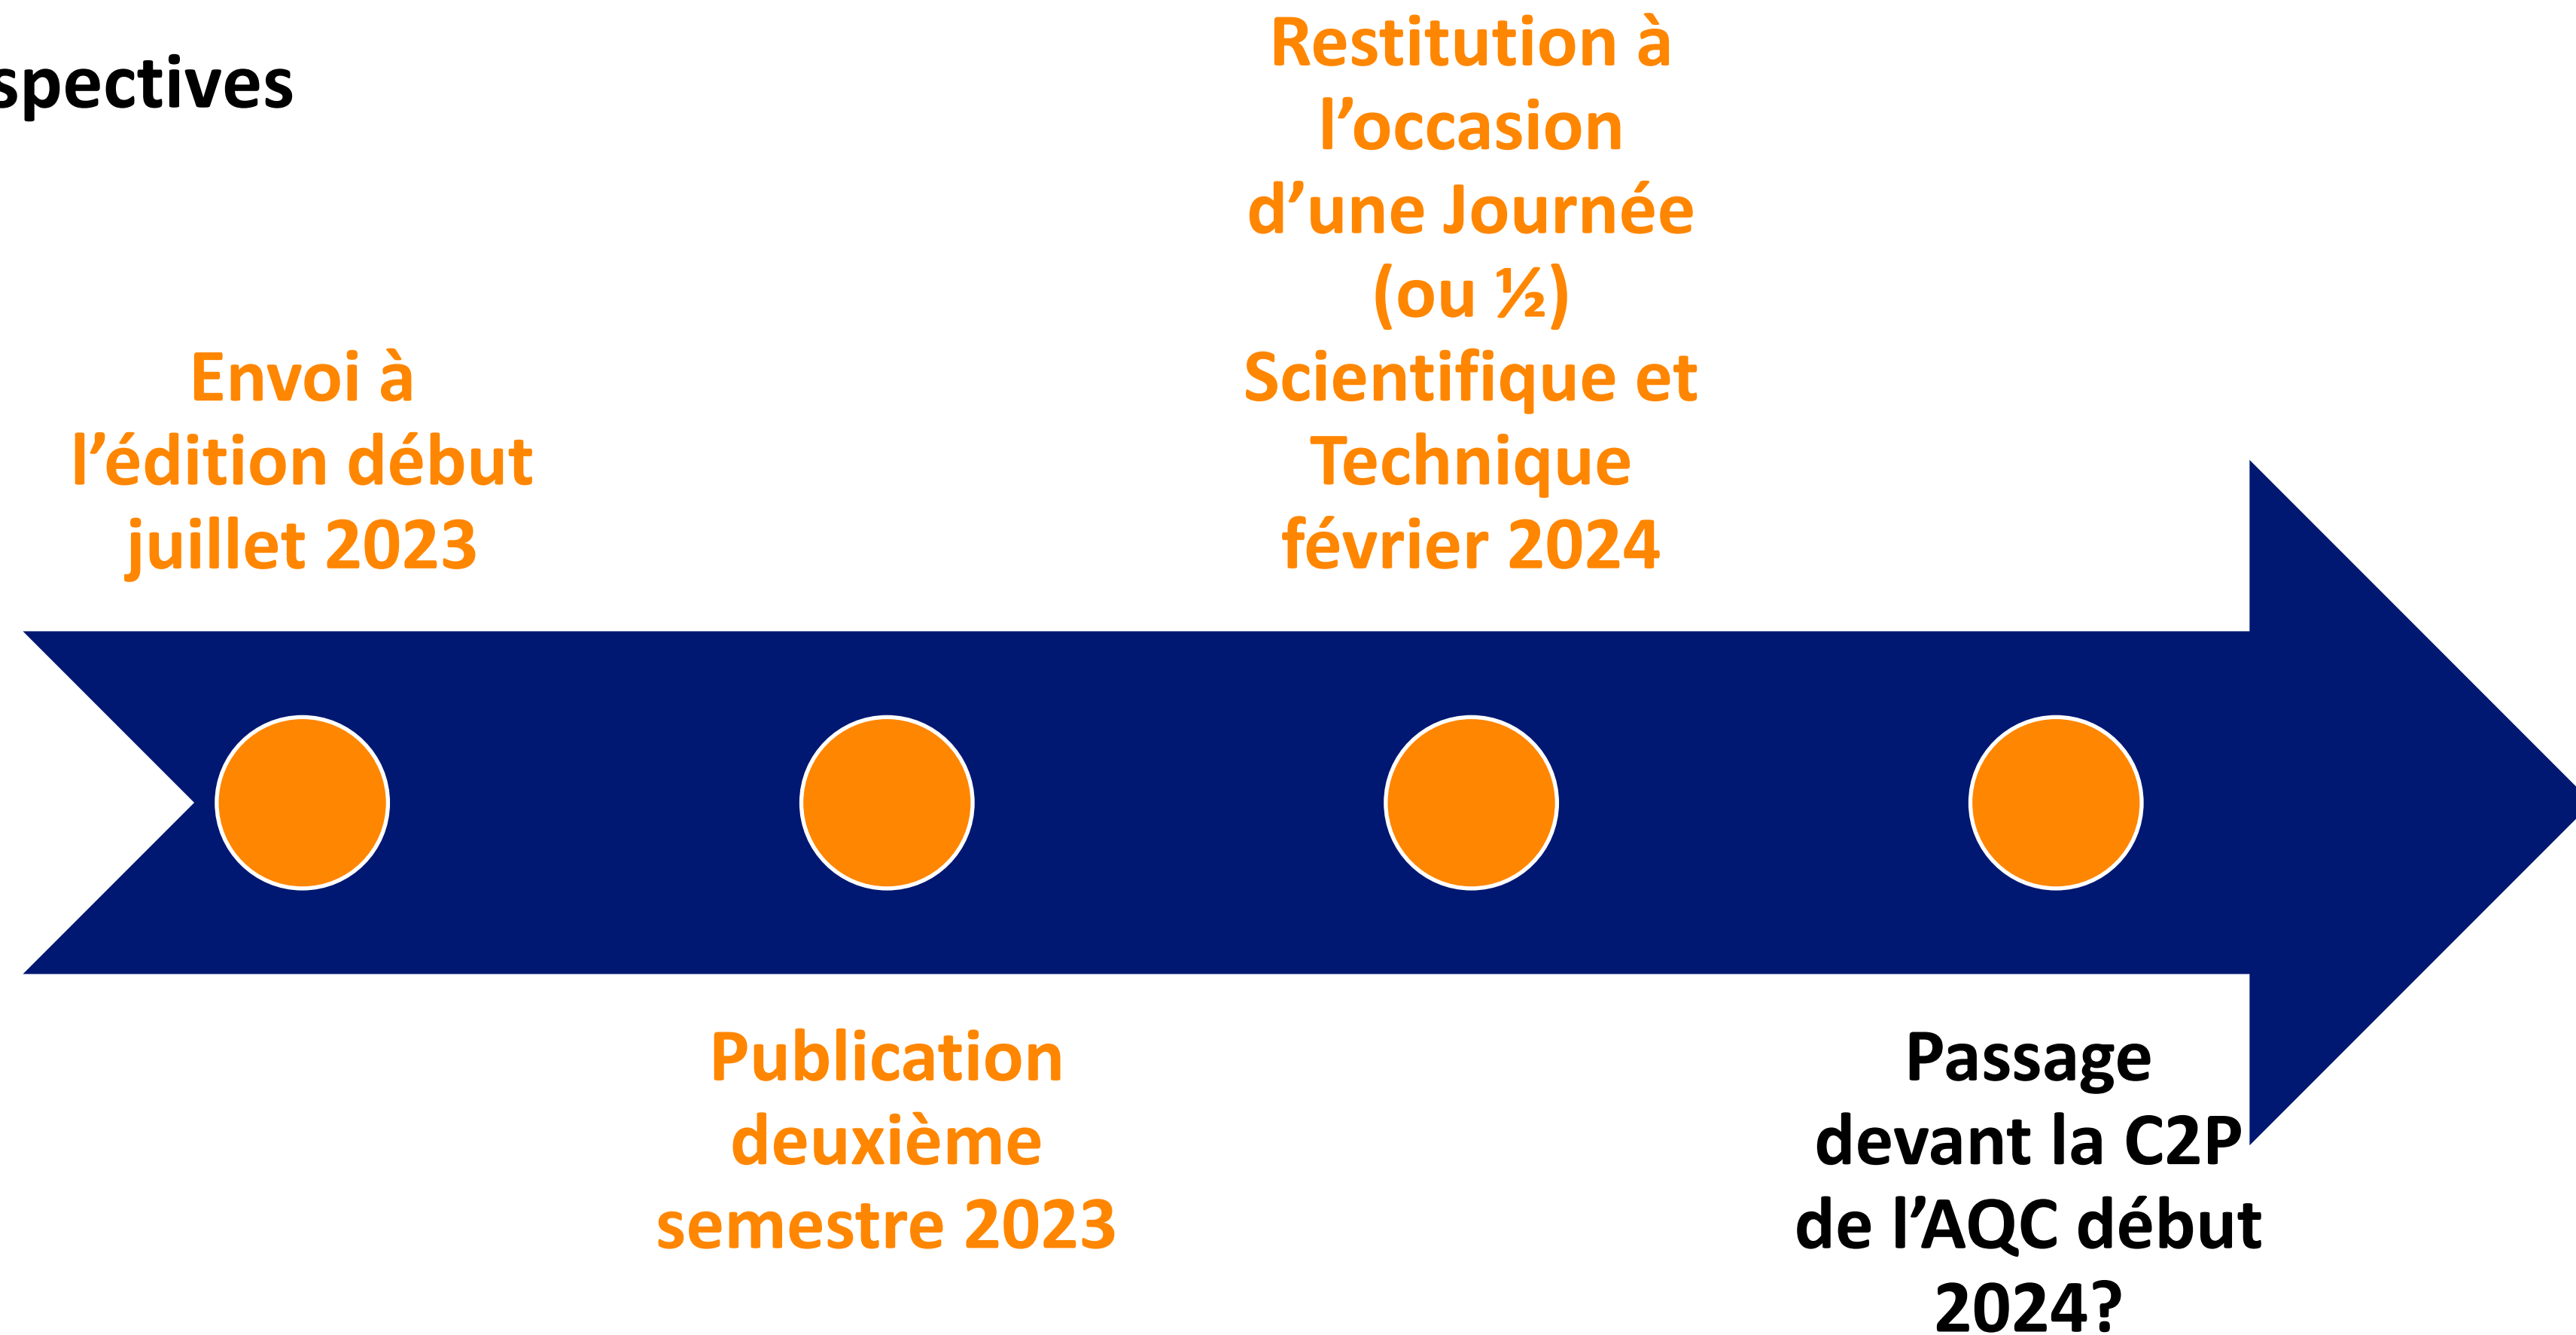 spectives
Envoi à
l’édition début
juillet 2023
Publication
deuxième
semestre 2023
Restitution à
l’occasion
d’une Journée
(ou ½)
Scientifique et
Technique
février 2024
Passage
devant la C2P
de l’AQC début
2024?